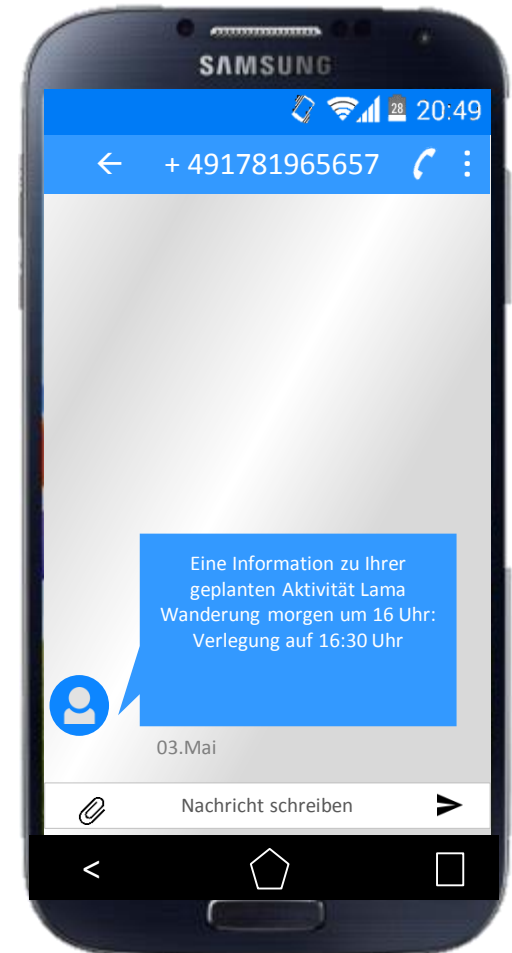 SAMSUNG
28 20:49
← + 491781965657
Eine Information zu Ihrer
geplanten Aktivität Lama
Wanderung morgen um 16 Uhr:
Verlegung auf 16:30 Uhr
03.Mai
Nachricht schreiben
<